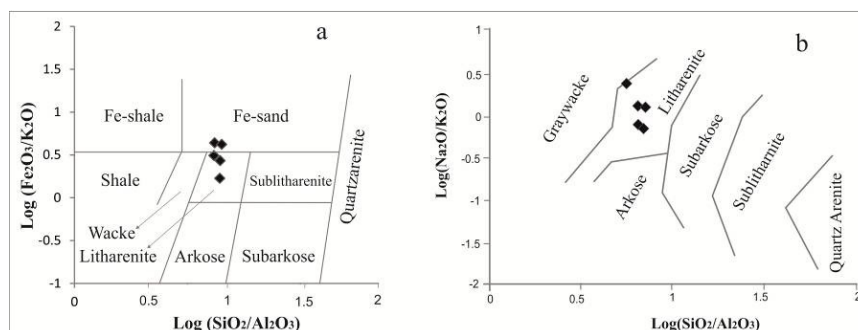 a
Log (Fe2O3/K2O)
2
1.5
1
0.5
0
-0.5
-1
Fe-shale
Fe-sand
Shale
Sublitharenite
Quartzarenite
Wacke
Litharenite
Arkose
Subarkose
0
0.5
1
1.5
2
Log (SiO2/Al2O3)
b
Log(Na2O/K2O)
1
0.5
0
-0.5
-1
-1.5
-2
Graywacke
Litharenite
Arkose
Subarkose
Sublitharnite
Quartz Arenite
0
0.5
1
1.5
2
Log(SiO2/Al2O3)